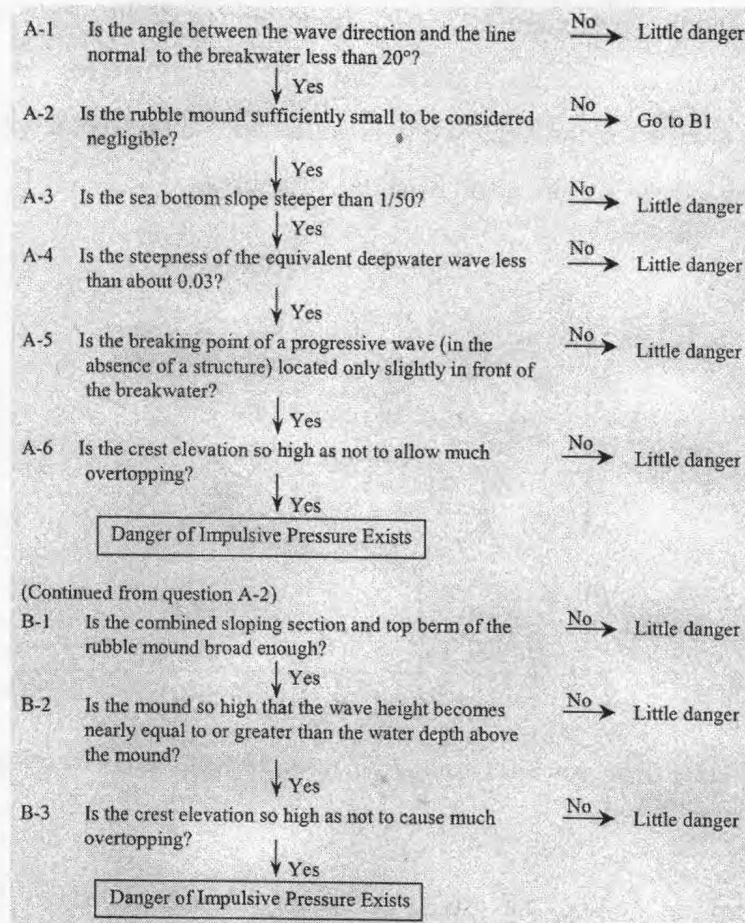 A-1 Is the angle between the wave direction and the line No Little danger
normal to the breakwater less than 20°?
Yes
A-2 Is the rubble mound sufficiently small to be considered No Go to B1
negligible?
Yes
A-3 Is the sea bottom slope steeper than 1/50? No Little danger
Yes
A-4 Is the steepness of the equivalent deepwater wave less No Little danger
than about 0.03?
Yes
A-5 Is the breaking point of a progressive wave (in the No Little danger
absence of a structure) located only slightly in front of
the breakwater?
Yes
A-6 Is the crest elevation so high as not to allow much No Little danger
overtopping?
Yes
Danger of Impulsive Pressure Exists
(Continued from question A-2)
B-1 Is the combined sloping section and top berm of the No Little danger
rubble mound broad enough?
Yes
B-2 Is the mound so high that the wave height becomes No Little danger
nearly equal to or greater than the water depth above
the mound?
Yes
B-3 Is the crest elevation so high as not to cause much No Little danger
overtopping?
Yes
Danger of Impulsive Pressure Exists